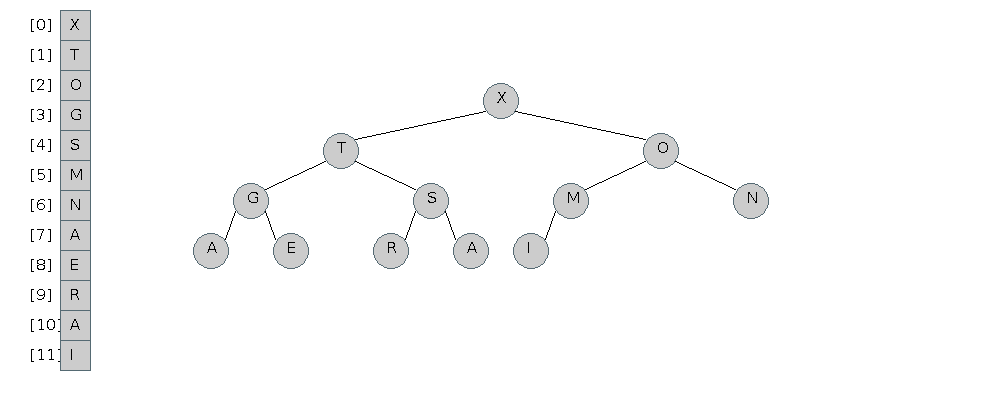 [0] X
[1] T
[2] O
[3] G
[4] S
[5] M
[6] N
[7] A
[8] E
[9] R
[10] A
[11] I
X
T O
G S M N
A E R A I